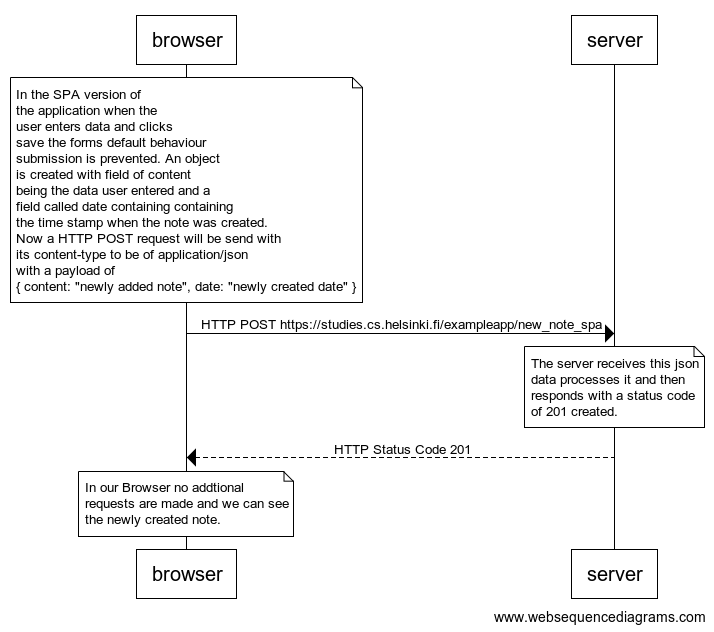 browser
server
In the SPA version of
the application when the
user enters data and clicks
save the forms default behaviour
submission is prevented. An object
is created with field of content
being the data user entered and a
field called date containing containing
the time stamp when the note was created.
Now a HTTP POST request will be send with
its content-type to be of application/json
with a payload of
{ content: "newly added note", date: "newly created date" }
HTTP POST https://studies.cs.helsinki.fi/exampleapp/new_note_spa
The server receives this json
data processes it and then
responds with a status code
of 201 created.
HTTP Status Code 201
In our Browser no addtional
requests are made and we can see
the newly created note.
browser
server
www.websequencediagrams.com